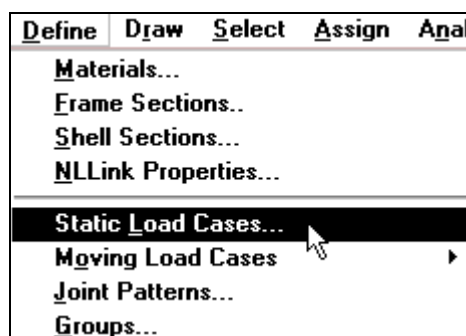 Define Draw Select Assign Anal
Materials...
Frame Sections..
Shell Sections...
NLLink Properties...
Static Load Cases...
Moving Load Cases
Joint Patterns...
Groups...